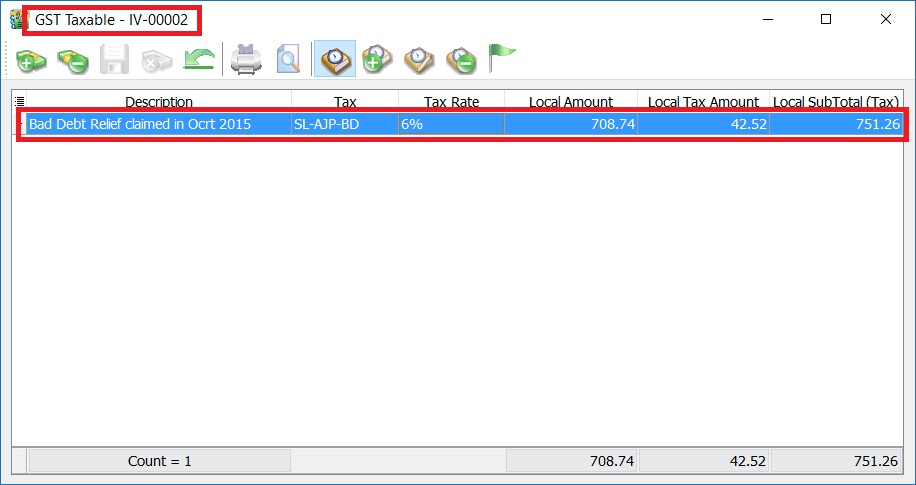 GST Taxable - IV-00002
Description Tax Tax Rate Local Amount Local Tax Amount Local SubTotal (Tax)
Bad Debt Relief claimed in Ocrt 2015 SL-AJP-BD 6% 708.74 42.52 751.26
Count = 1 708.74 42.52 751.26